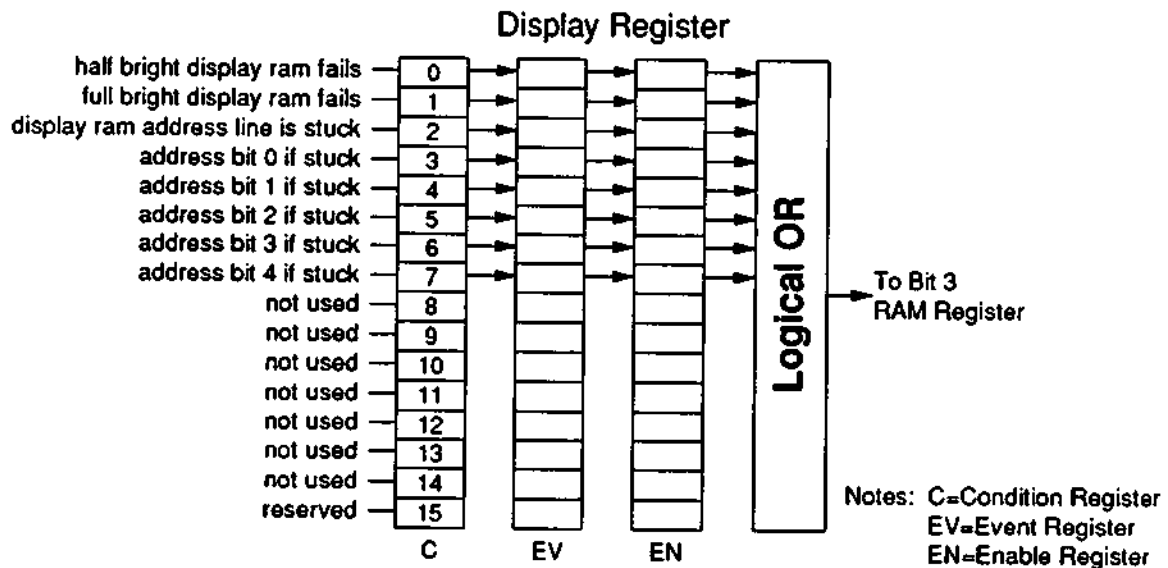 Display Register
half bright display ram fails 0
full bright display ram fails 1
display ram address line is stuck 2
address bit 0 if stuck 3
address bit 1 if stuck 4
address bit 2 if stuck 5
address bit 3 if stuck 6
address bit 4 if stuck 7
not used 8
not used 9
not used 10
not used 11
not used 12
not used 13
not used 14
reserved 15
C EV EN
Logical OR
To Bit 3
RAM Register
Notes: C=Condition Register
EV=Event Register
EN=Enable Register